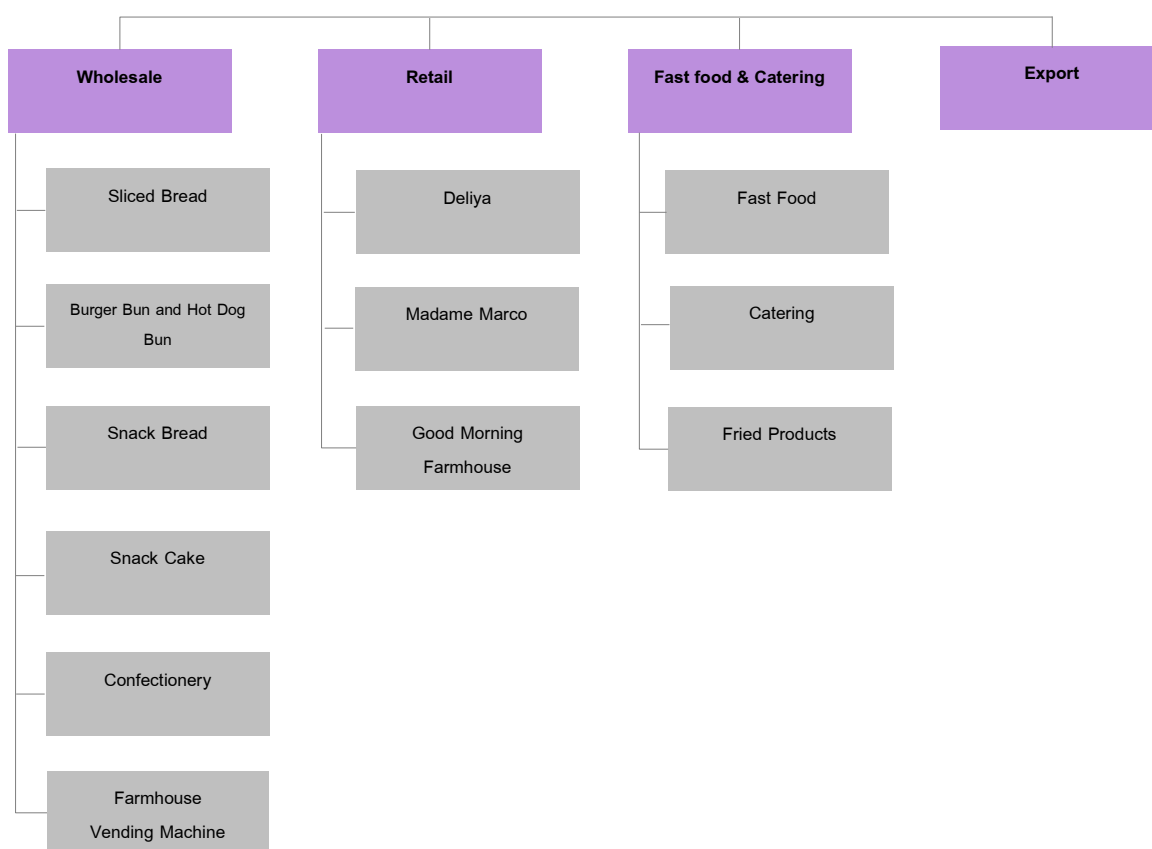 Wholesale
Retail
Fast food & Catering
Export
Sliced Bread
Burger Bun and Hot Dog
Bun
Snack Bread
Snack Cake
Confectionery
Farmhouse
Vending Machine
Deliya
Madame Marco
Good Morning
Farmhouse
Fast Food
Catering
Fried Products